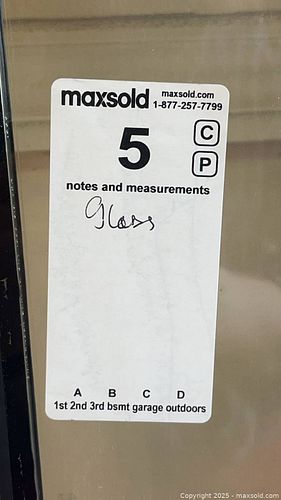 maxsold maxsold.com
1-877-257-7799
5 C
P
notes and measurements
glass
A B C D
1st 2nd 3rd bsmt garage outdoors
Copyright © 2025 - maxsold.com